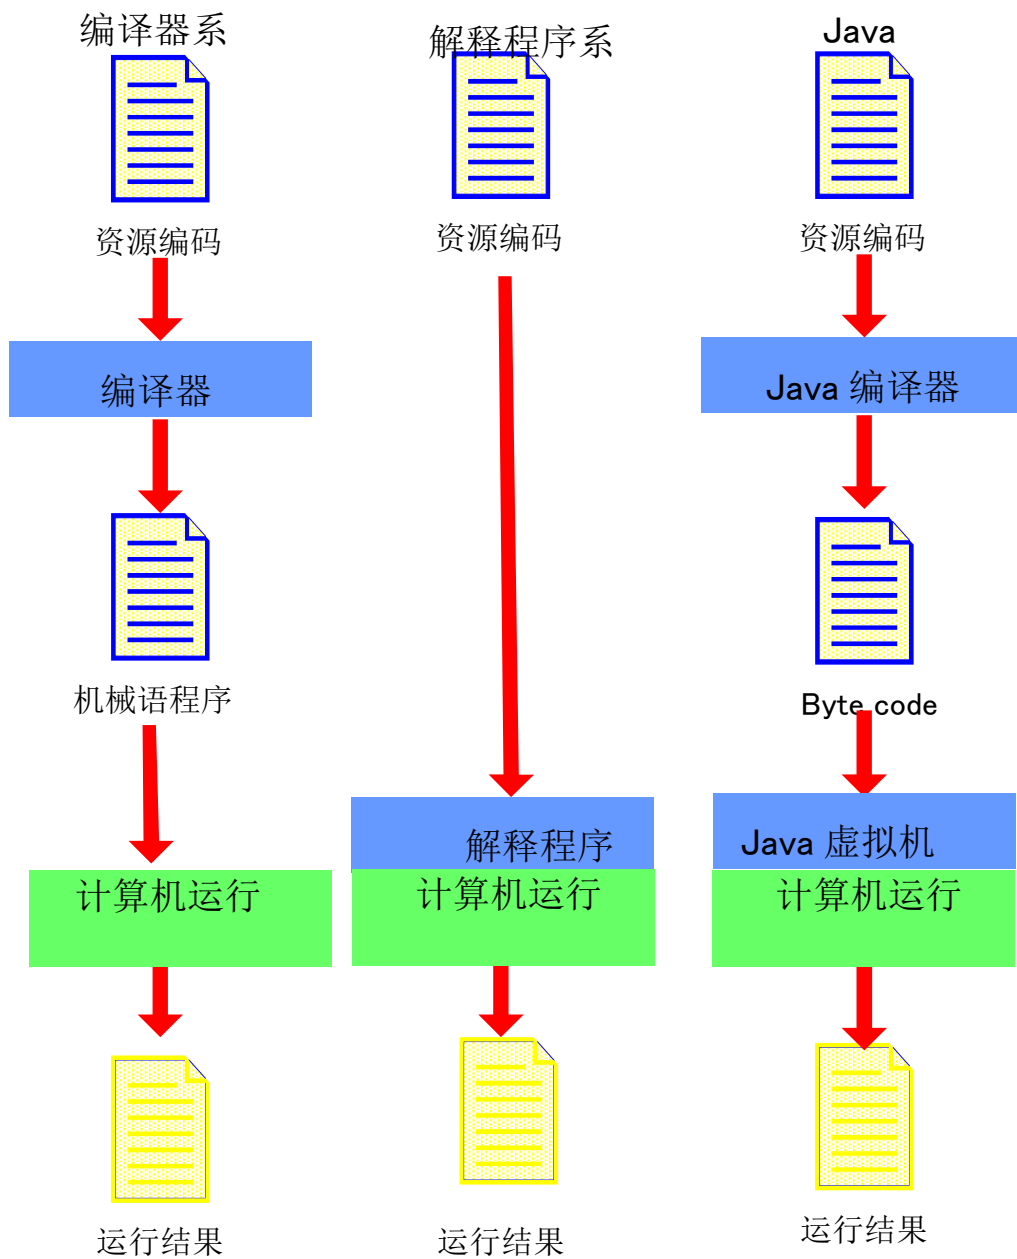 编译器系
资源编码
编译器
机械语程序
计算机运行
运行结果
解释程序系
资源编码
解释程序
计算机运行
运行结果
Java
资源编码
Java 编译器
Byte code
Java 虚拟机
计算机运行
运行结果